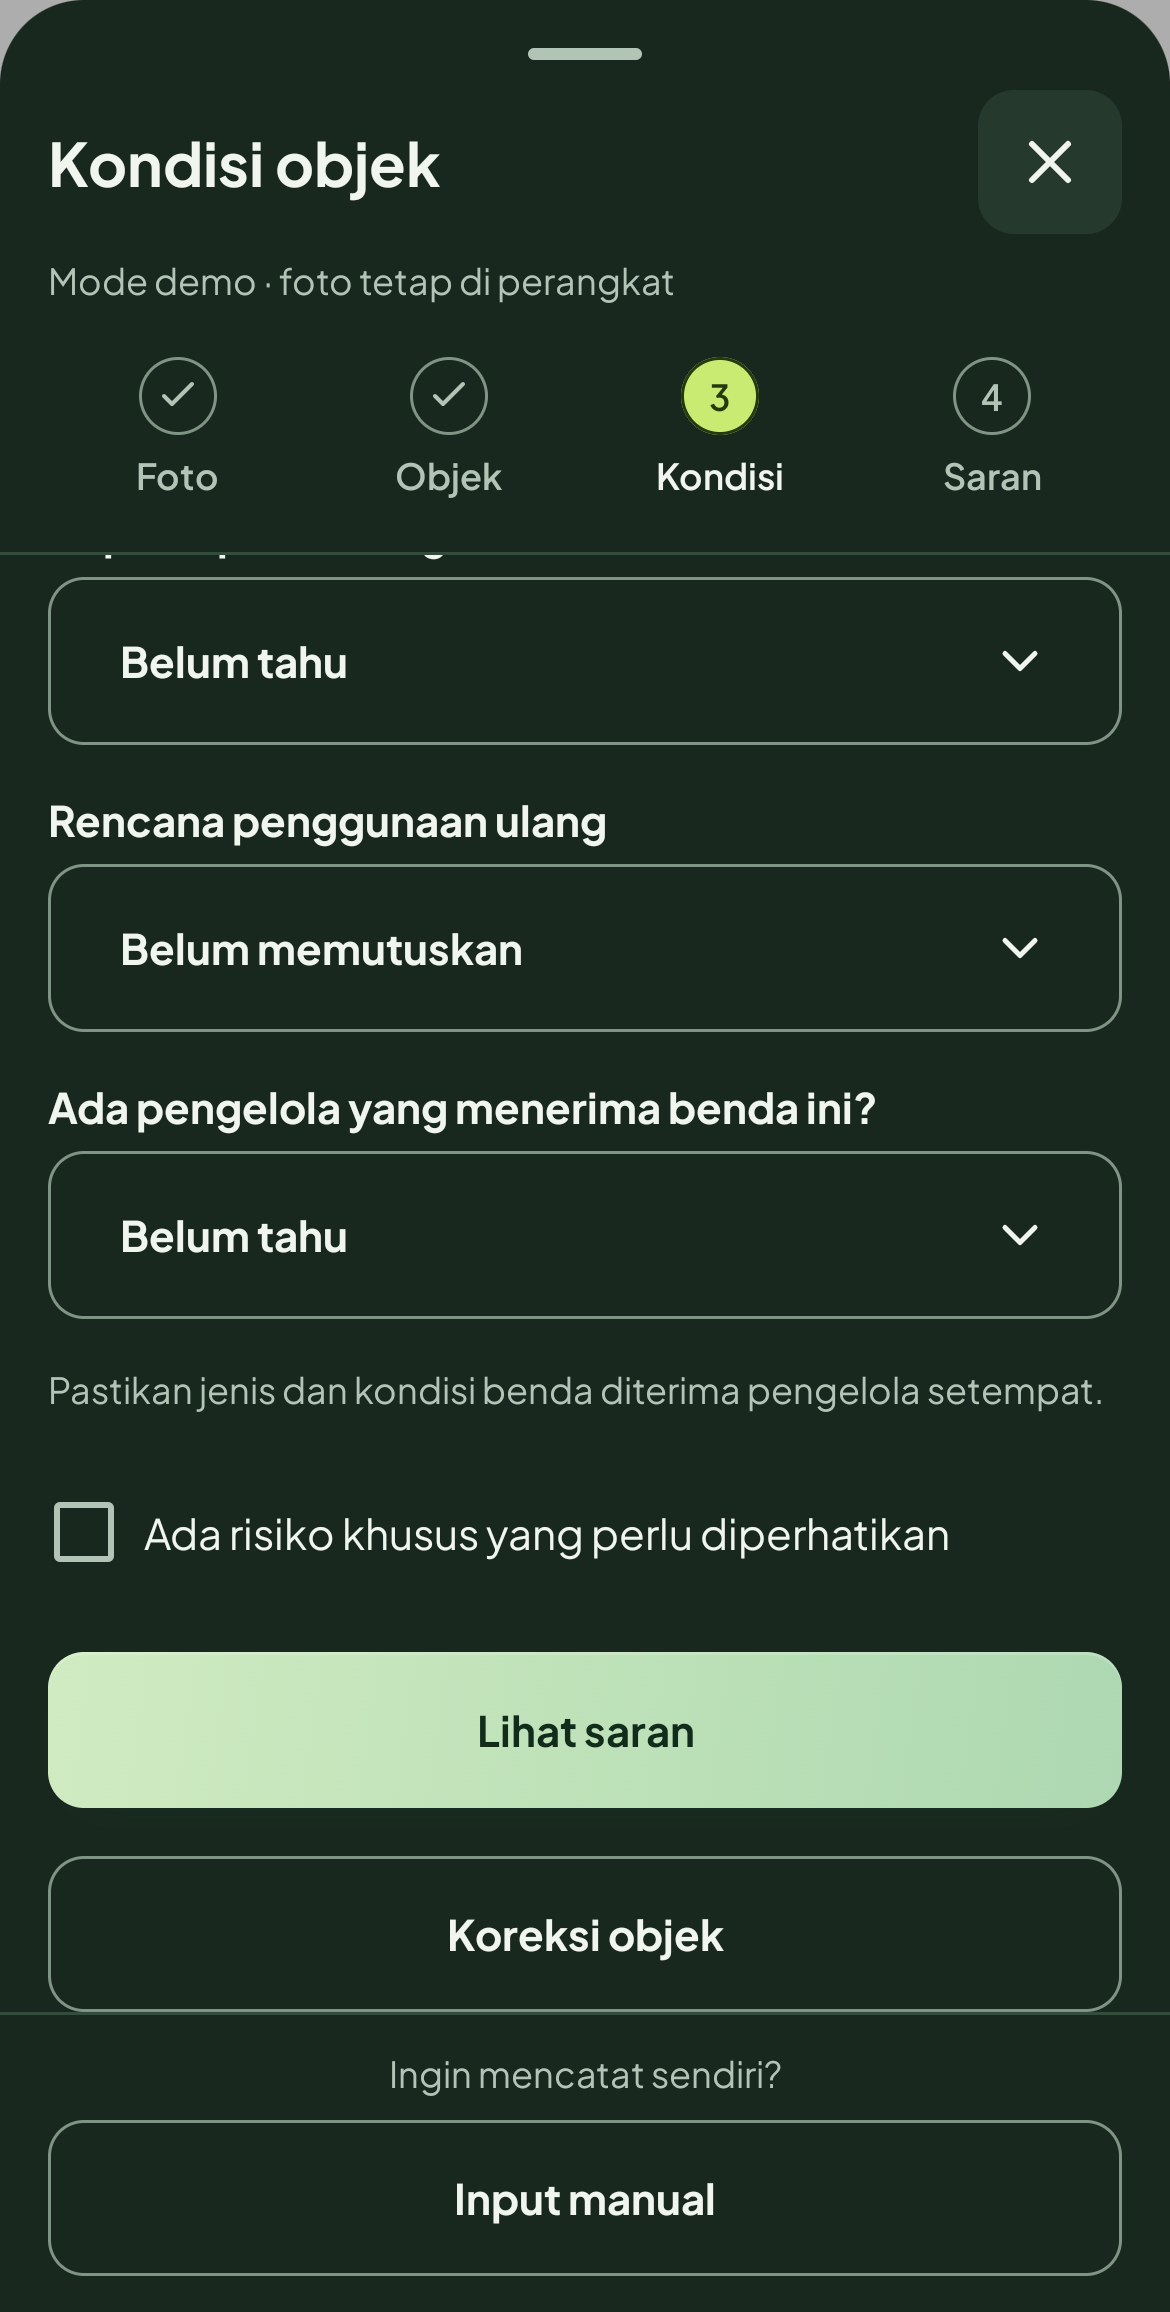 Kondisi objek
Mode demo · foto tetap di perangkat
3
4
Foto
Objek
Kondisi
Saran
Belum tahu
Rencana penggunaan ulang
Belum memutuskan
Ada pengelola yang menerima benda ini?
Belum tahu
Pastikan jenis dan kondisi benda diterima pengelola setempat.
Ada risiko khusus yang perlu diperhatikan
Lihat saran
Koreksi objek
Ingin mencatat sendiri?
Input manual